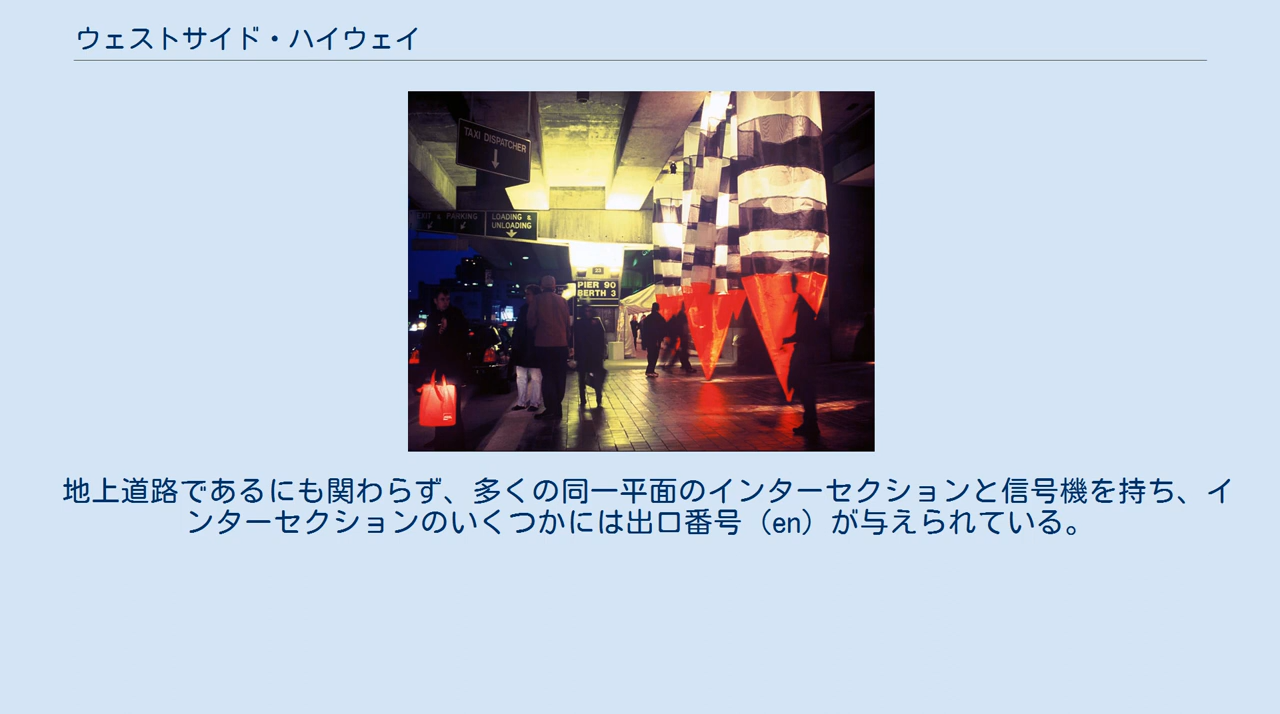 ウェストサイド・ハイウェイ
TAXI DISPATCHER
EXIT & PARKING
LOADING &
UNLOADING
PIER 90
BERTH 3
地上道路であるにも関わらず、多くの同一平面のインターセクションと信号機を持ち、イ
ンターセクションのいくつかには出口番号（en）が与えられている。